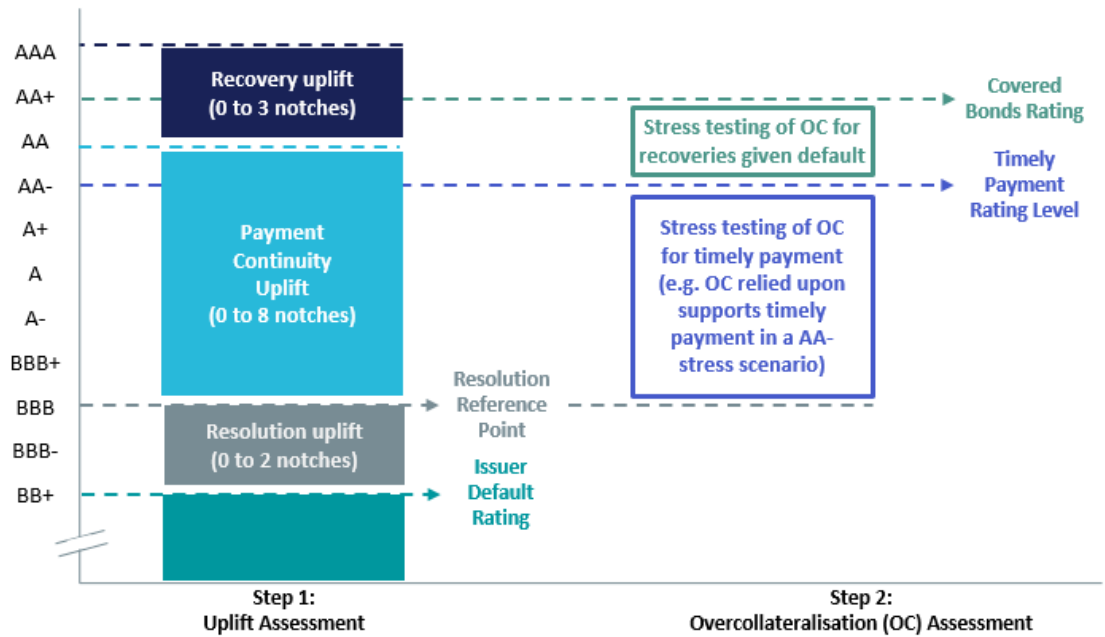 AAA
AA+
AA
AA-
A+
A
A-
BBB+
BBB
BBB-
BB+
Recovery uplift
(0 to 3 notches)
Payment
Continuity
Uplift
(0 to 8 notches)
Resolution uplift
(0 to 2 notches)
Resolution
Reference
Point
Issuer
Default
Rating
Stress testing of OC for
recoveries given default
Stress testing of OC
for timely payment
(e.g. OC relied upon
supports timely
payment in a AA-
stress scenario)
Covered
Bonds Rating
Timely
Payment
Rating Level
Step 1:
Uplift Assessment
Step 2:
Overcollateralisation (OC) Assessment